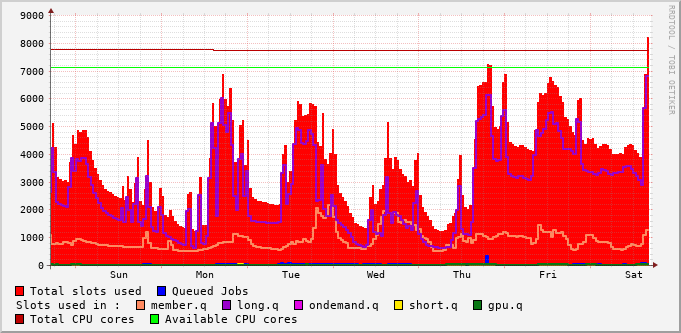 9000
8000
7000
6000
5000
4000
3000
2000
1000
0
Sun Mon Tue Wed Thu Fri Sat
RRDTOOL / TOBI OETIKER
Total slots used Queued Jobs
Slots used in : member.q long.q ondemand.q short.q gpu.q
Total CPU cores Available CPU cores